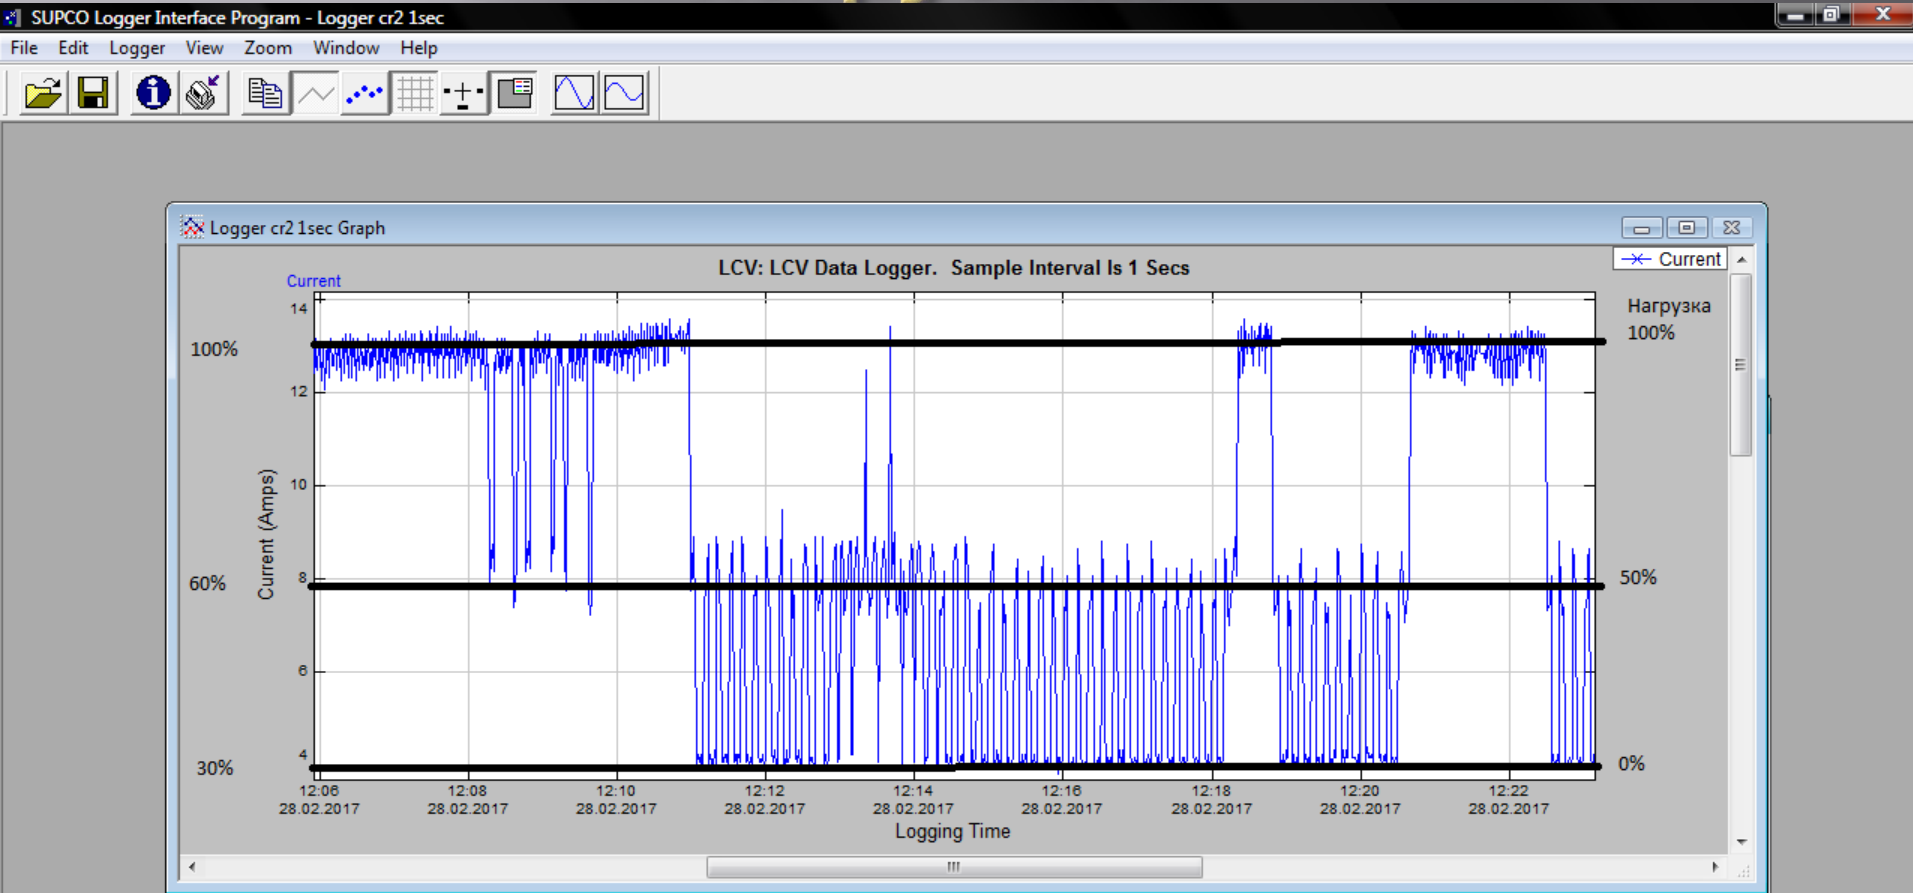 SUPCO Logger Interface Program - Logger cr2 1sec
File Edit Logger View Zoom Window Help
Logger cr2 1sec Graph
LCV: LCV Data Logger. Sample Interval Is 1 Secs
Current
Current
Нагрузка
100%
100%
60%
50%
30%
0%
Current (Amps)
14
12
10
8
6
4
12:06 12:08 12:10 12:12 12:14 12:16 12:18 12:20 12:22
28.02.2017 28.02.2017 28.02.2017 28.02.2017 28.02.2017 28.02.2017 28.02.2017 28.02.2017 28.02.2017
Logging Time